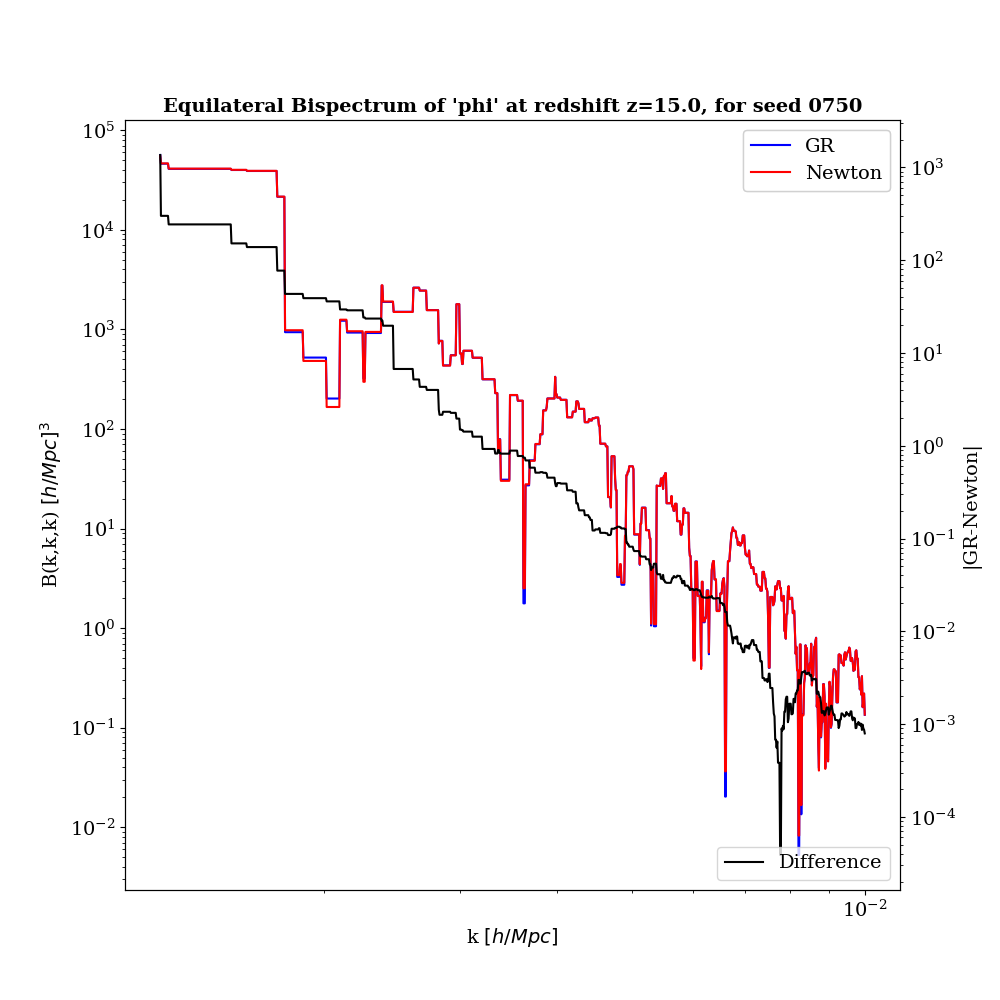 Equilateral Bispectrum of 'phi' at redshift z=15.0, for seed 0750
GR
Newton
10^5
10^4
10^3
10^2
10^1
10^0
10^-1
10^-2
B(k,k,k) [h/Mpc]^3
10^3
10^2
10^1
10^0
10^-1
10^-2
10^-3
10^-4
|GR-Newton|
Difference
10^-2
k [h/Mpc]